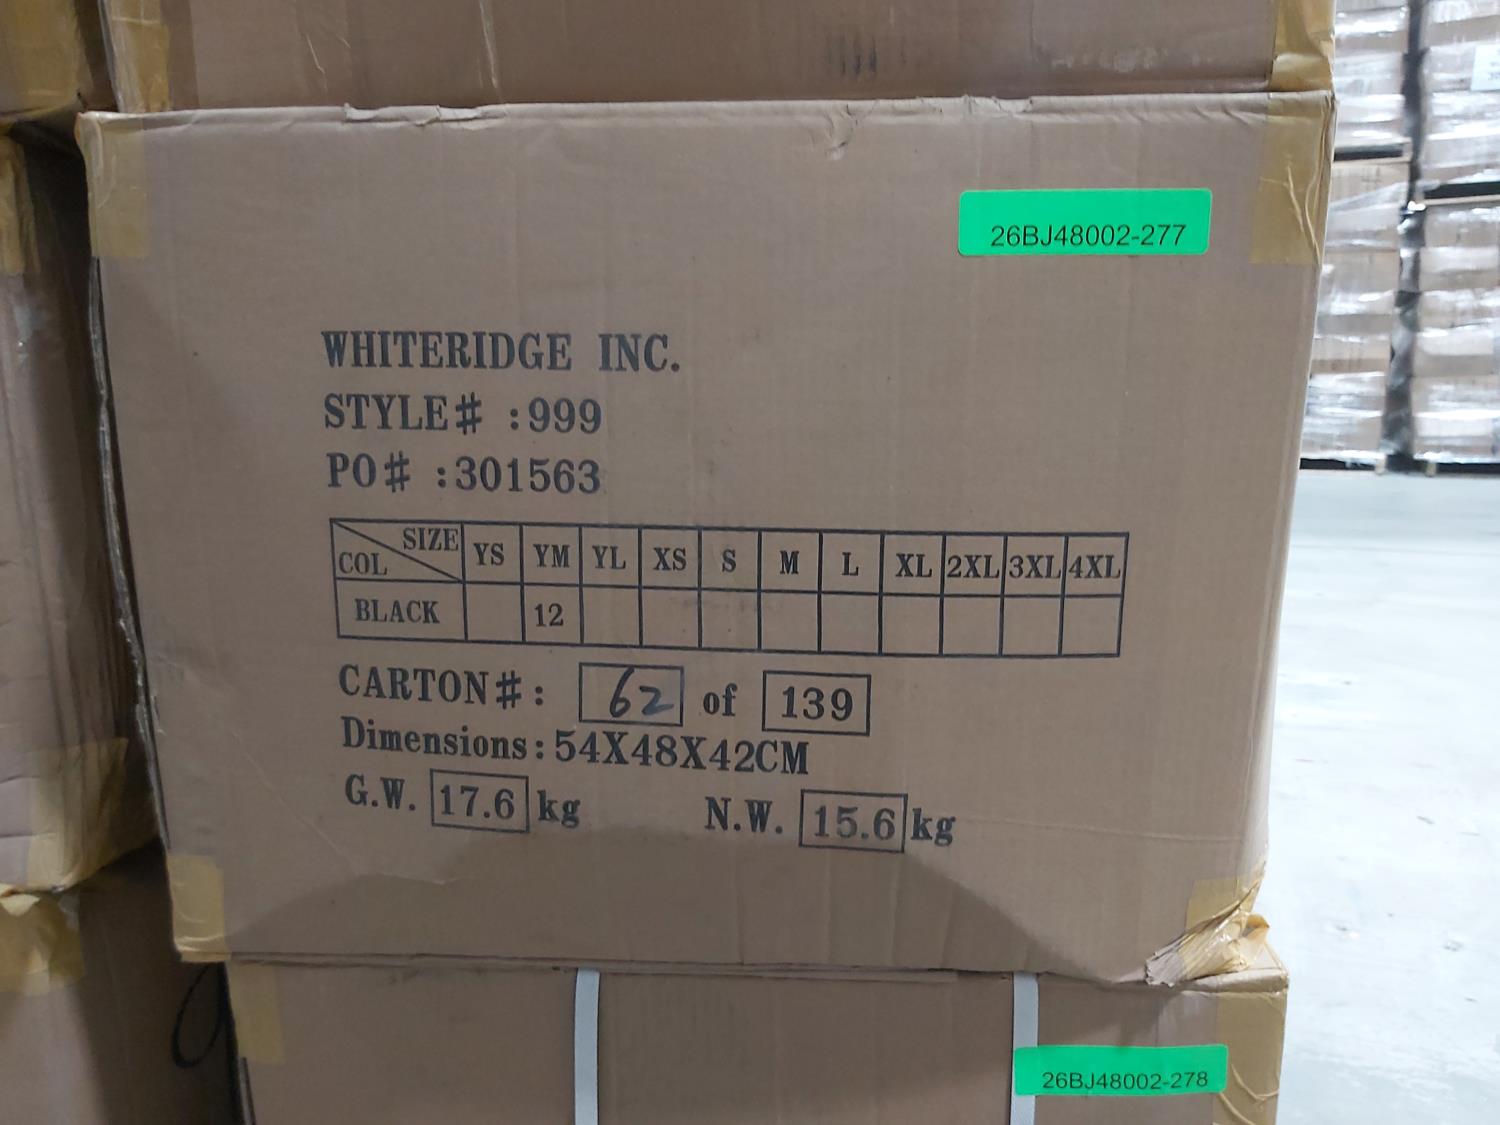 26BJ48002-277
WHITERIDGE INC.
STYLE# :999
PO# :301563
SIZE YS YM YL XS S M L XL 2XL 3XL 4XL
COL
BLACK 12
CARTON#: 62 of 139
Dimensions:54X48X42CM
G.W. 17.6 kg N.W. 15.6 kg
26BJ48002-278